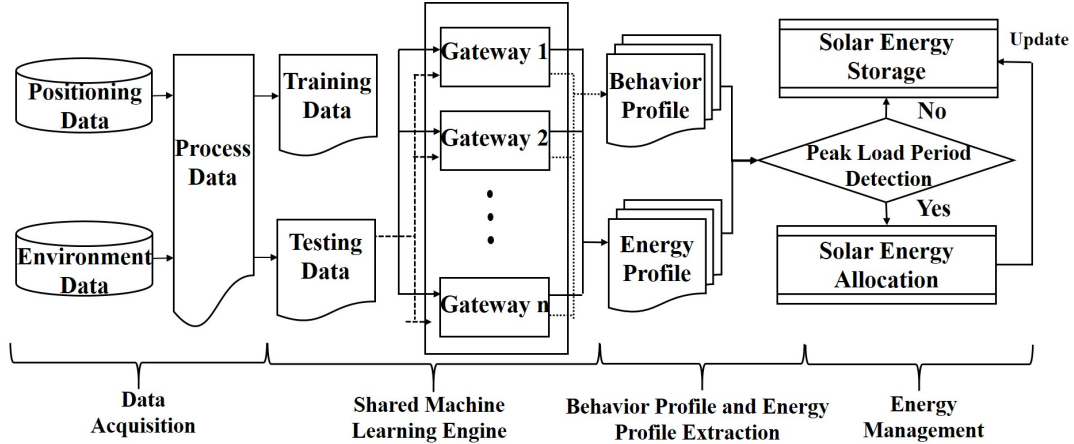 Positioning
Data
Environment
Data
Process
Data
Training
Data
Testing
Data
Gateway 1
Gateway 2
Gateway n
Behavior
Profile
Energy
Profile
Solar Energy
Storage
Update
No
Peak Load Period
Detection
Yes
Solar Energy
Allocation
Data
Acquisition
Shared Machine
Learning Engine
Behavior Profile and Energy
Profile Extraction
Energy
Management